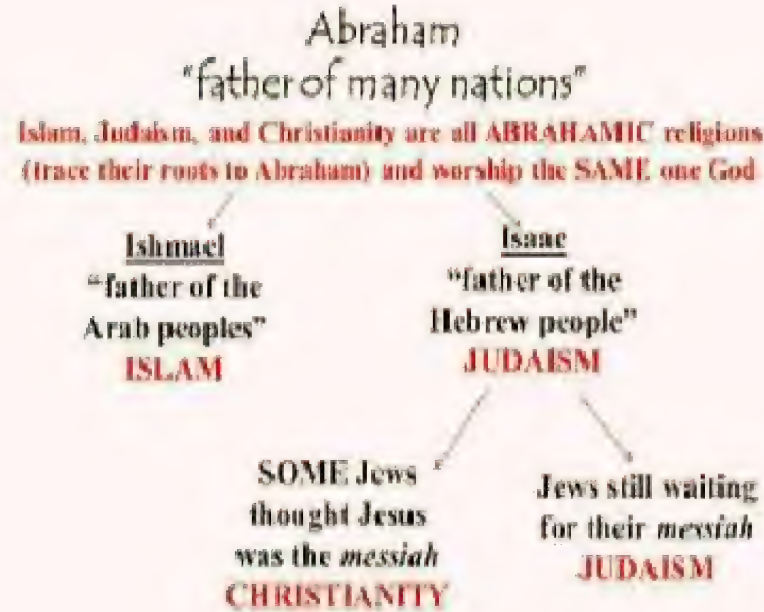 Abraham
"father of many nations"
Islam, Judaism, and Christianity are all ABRAHAMIC religions
(trace their roots to Abraham) and worship the SAME one God
Ishmael
"father of the
Arab peoples"
ISLAM
Isaac
"father of the
Hebrew people"
JUDAISM
SOME Jews
thought Jesus
was the messiah
CHRISTIANITY
Jews still waiting
for their messiah
JUDAISM